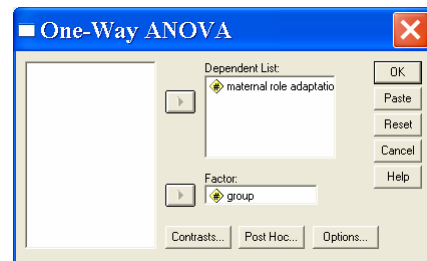 One-Way ANOVA
Dependent List:
maternal role adaptatio
Factor:
group
OK
Paste
Reset
Cancel
Help
Contrasts... Post Hoc... Options...